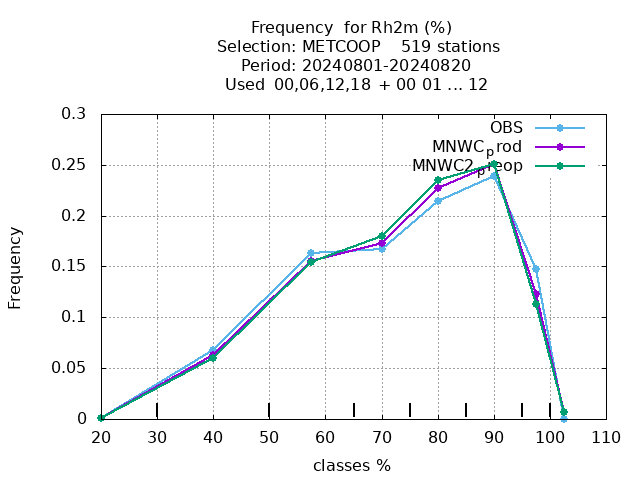 Frequency  for Rh2m (%)
Selection: METCOOP    519 stations
Period: 20240801-20240820
Used  00,06,12,18 + 00 01 ... 12
0.3
OBS
MNWCprod
MNWC2preop
0.25
0.2
0.15
0.1
0.05
0
Frequency
20 30 40 50 60 70 80 90 100 110
classes %